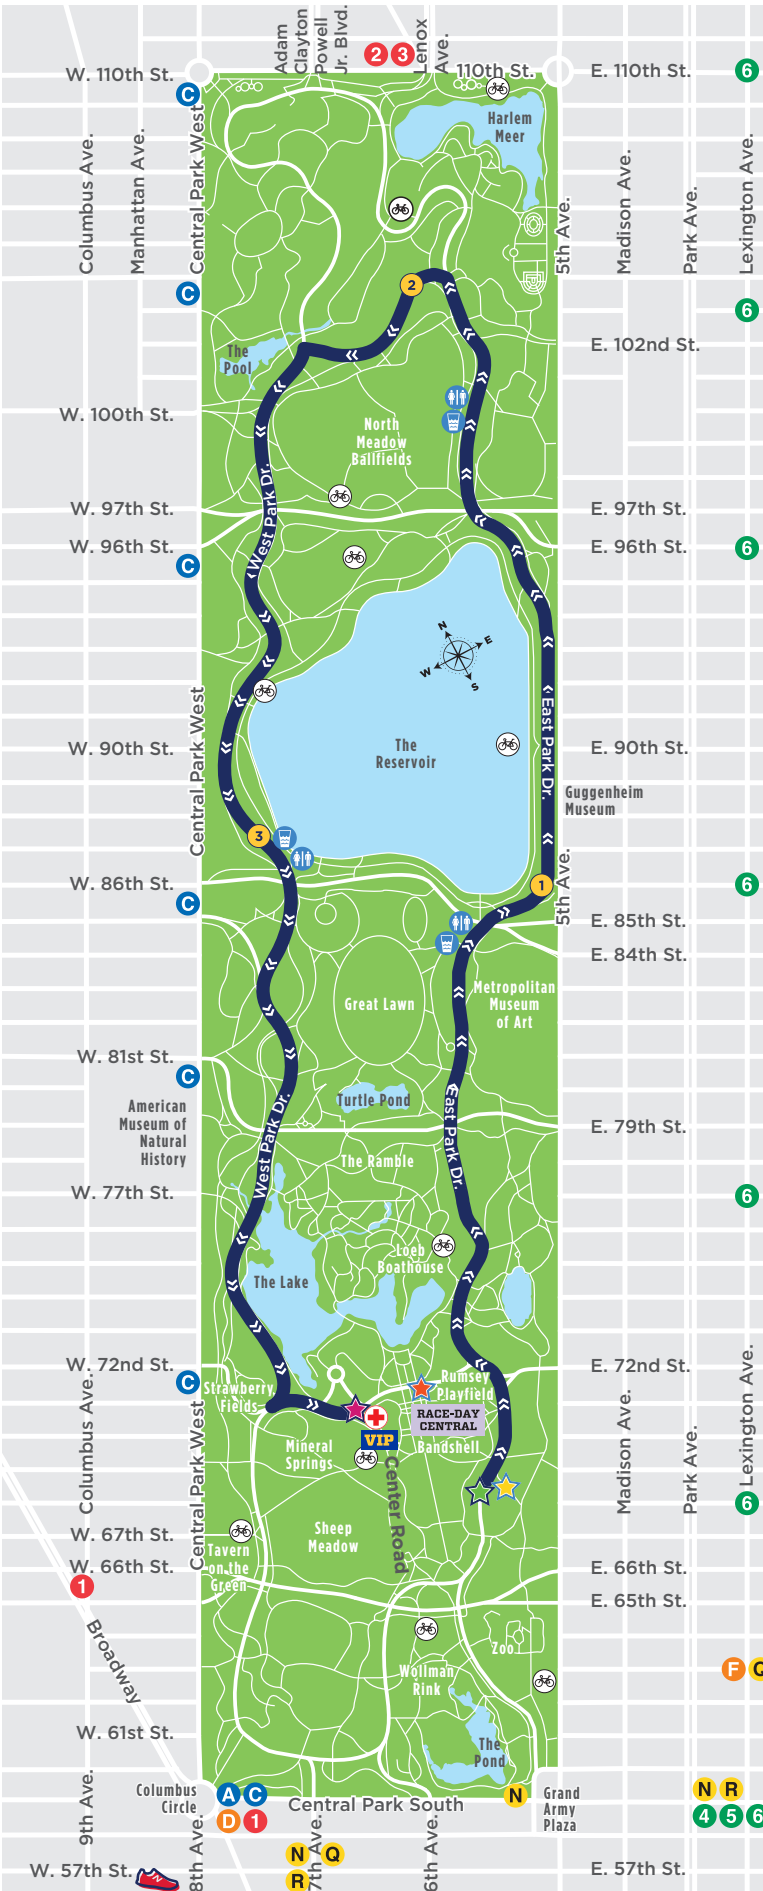 Adam
Clayton
Powell
Jr. Blvd.
2 3
Lenox
Ave.
W. 110th St.
110th St.
E. 110th St.
6
C
Harlem
Meer
Columbus Ave.
Manhattan Ave.
Central Park West
5th Ave.
Madison Ave.
Park Ave.
Lexington Ave.
C
2
6
The
Pool
E. 102nd St.
W. 100th St.
North
Meadow
Ballfields
W. 97th St.
E. 97th St.
West Park Dr.
W. 96th St.
E. 96th St.
6
C
N
E
W
S
Central Park West
W. 90th St.
The
Reservoir
East Park Dr.
E. 90th St.
Guggenheim
Museum
3
W. 86th St.
1
5th Ave.
6
C
E. 85th St.
E. 84th St.
Great Lawn
Metropolitan
Museum
of Art
W. 81st St.
C
American
Museum of
Natural
History
Turtle Pond
West Park Dr.
East Park Dr.
E. 79th St.
The Ramble
W. 77th St.
6
Loeb
Boathouse
The Lake
W. 72nd St.
E. 72nd St.
C
Strawberry
Fields
Rumsey
Playfield
RACE-DAY
CENTRAL
VIP
Bandshell
Mineral
Springs
Columbus Ave.
Central Park West
Center Road
Madison Ave.
Park Ave.
Lexington Ave.
6
W. 67th St.
Sheep
Meadow
Tavern
on the
Green
W. 66th St.
E. 66th St.
1
E. 65th St.
Broadway
Zoo
Wollman
Rink
F Q
W. 61st St.
The
Pond
Columbus
Circle
A C
D 1
Central Park South
N
Grand
Army
Plaza
N R
4 5 6
9th Ave.
8th Ave.
7th Ave.
6th Ave.
N Q
R
W. 57th St.
E. 57th St.